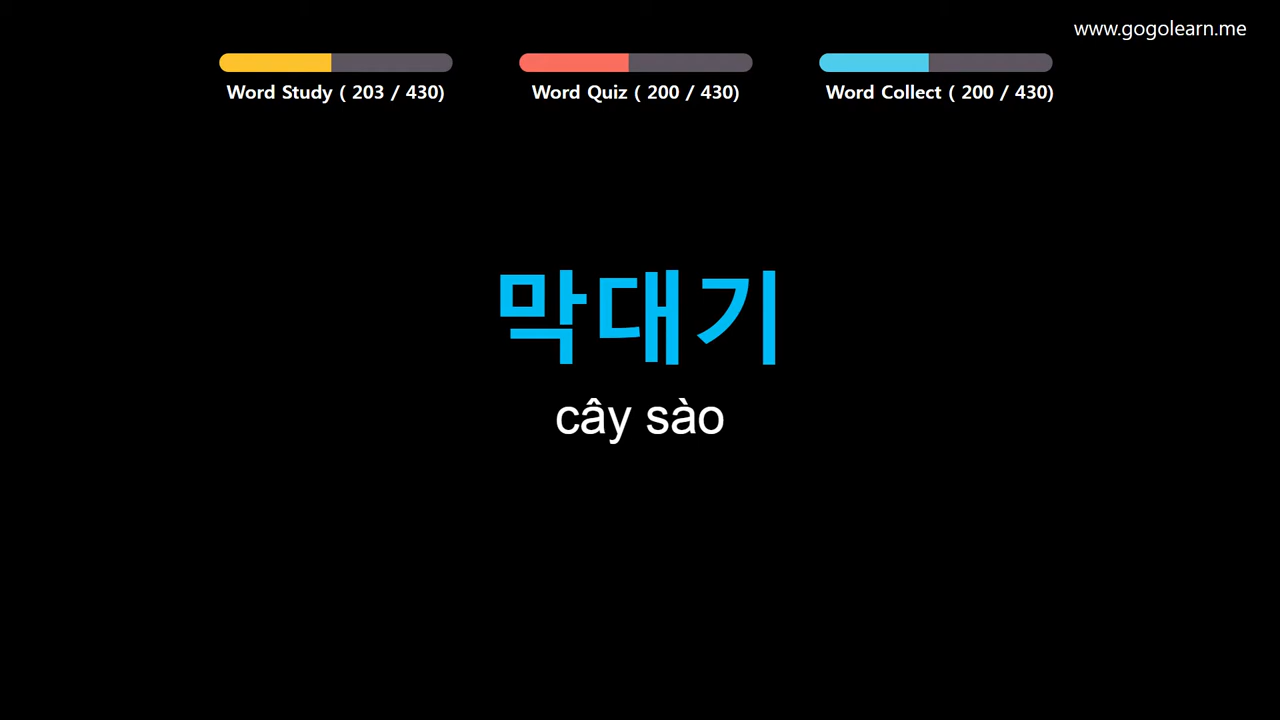 www.gogolearn.me
Word Study ( 203 / 430)
Word Quiz ( 200 / 430)
Word Collect ( 200 / 430)
막대기
cây sào